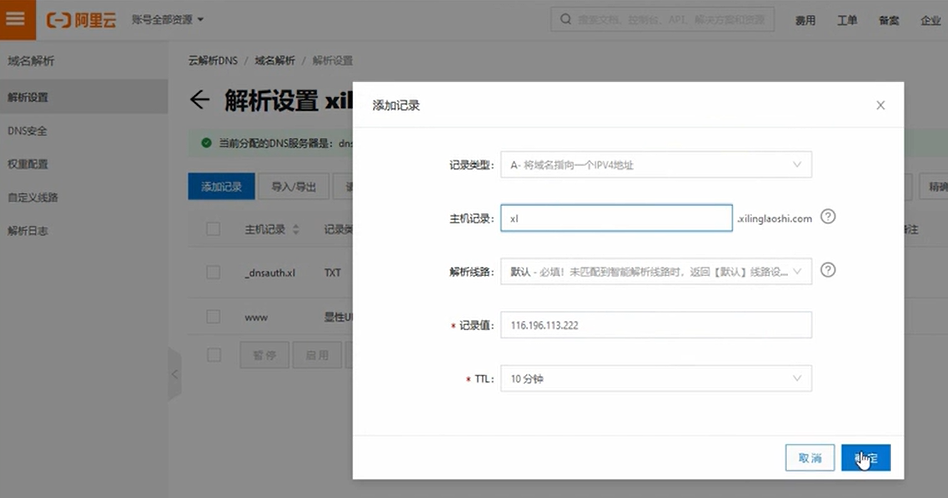 阿里云 账号全部资源 搜索文档、控制台、API、解决方案和资源 费用 工单 备案 企业
域名解析 云解析DNS / 域名解析 / 解析设置
解析设置
DNS安全
权重配置
自定义线路
解析日志
← 解析设置 xil
当前分配的DNS服务器是: dns
添加记录 导入/导出
主机记录 记录类
_dnsauth.xl TXT
www 显性U
暂停 启用
添加记录 ×
记录类型: A- 将域名指向一个IPV4地址
主机记录: xl .xilinglaoshi.com ?
解析线路: 默认 - 必填！未匹配到智能解析线路时，返回【默认】线路设... ?
* 记录值: 116.196.113.222
* TTL: 10 分钟
取消